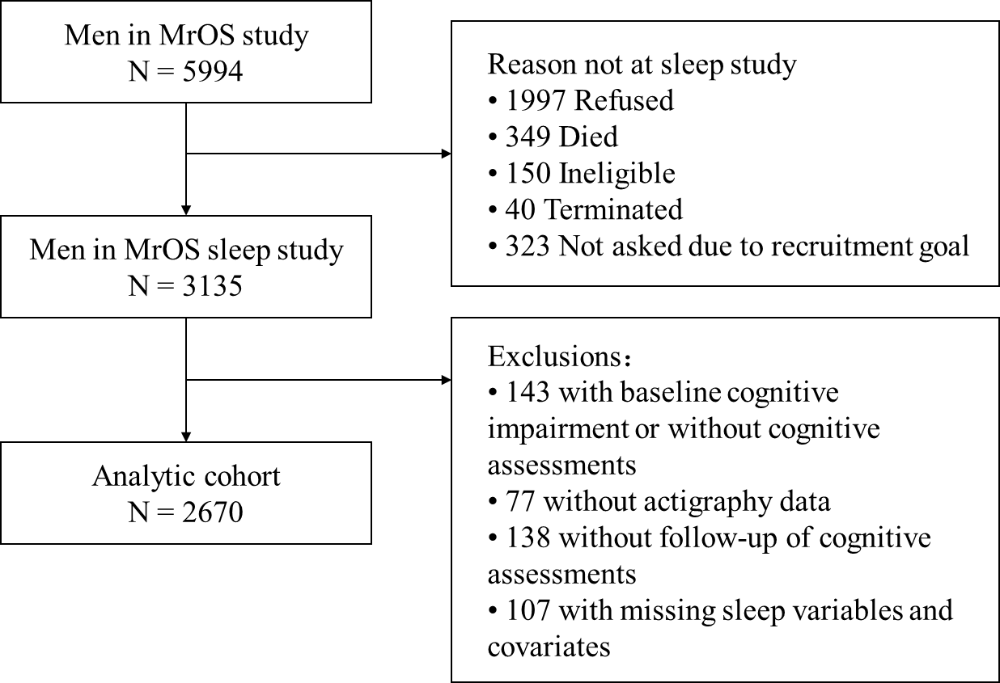 Men in MrOS study
N = 5994
Reason not at sleep study
• 1997 Refused
• 349 Died
• 150 Ineligible
• 40 Terminated
• 323 Not asked due to recruitment goal
Men in MrOS sleep study
N = 3135
Exclusions：
• 143 with baseline cognitive
impairment or without cognitive
assessments
• 77 without actigraphy data
• 138 without follow-up of cognitive
assessments
• 107 with missing sleep variables and
covariates
Analytic cohort
N = 2670